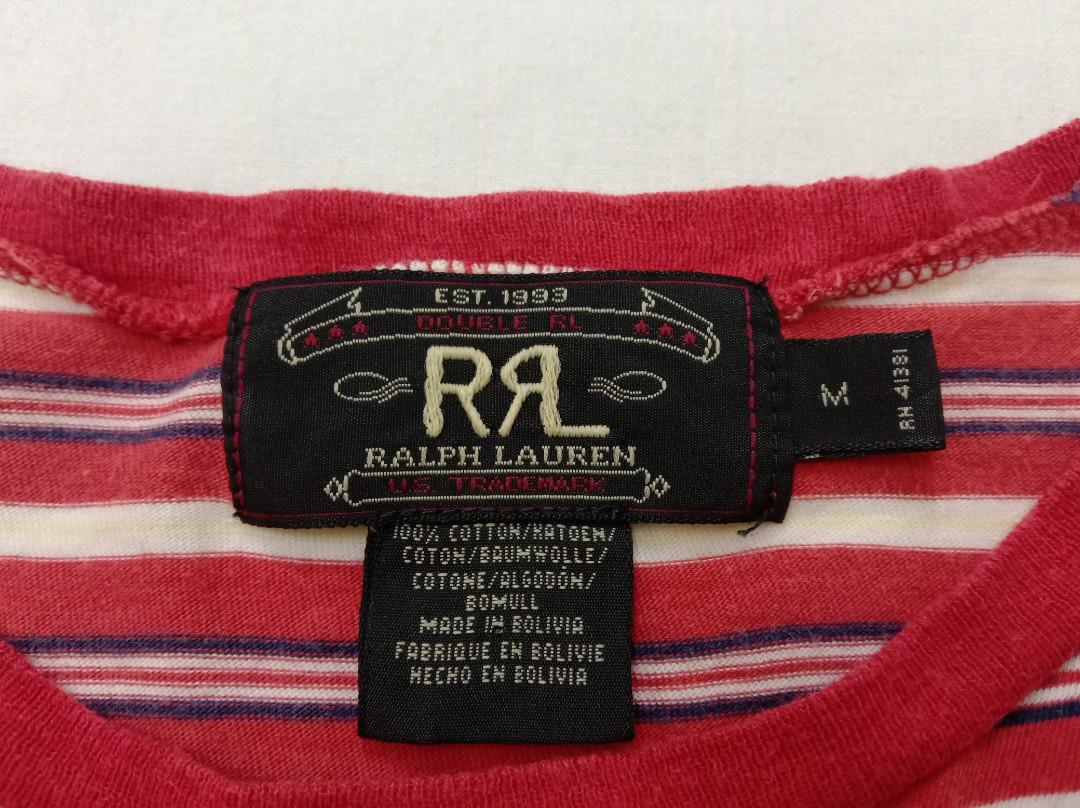 EST. 1993
DOUBLE RL
RRL
RALPH LAUREN
U.S. TRADEMARK
M
RH 41381
100% COTTON/KATOEN/
COTON/BAUMWOLLE/
COTONE/ALGODÓN/
BOMULL
MADE IN BOLIVIA
FABRIQUE EN BOLIVIE
HECHO EN BOLIVIA